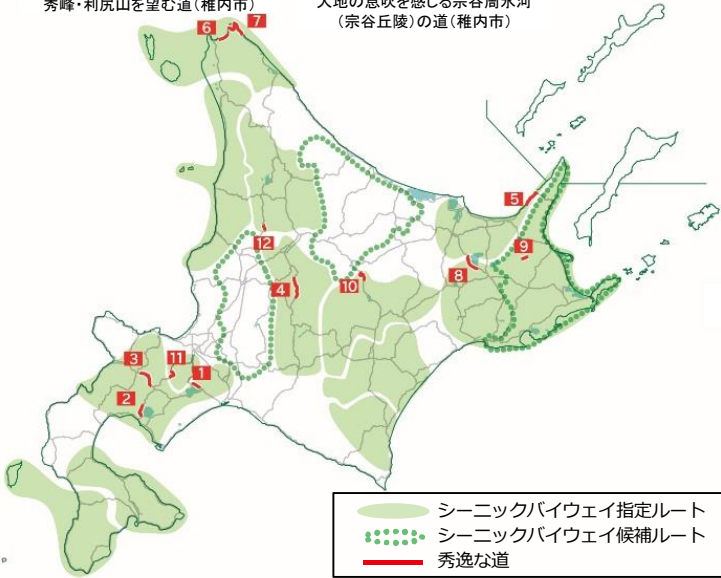 秀峰・利尻山を望む道(稚内市)
大地の息吹を感じる宗谷周氷河
(宗谷丘陵)の道(稚内市)
6
7
5
12
9
8
4
10
3
11
1
2
シーニックバイウェイ指定ルート
シーニックバイウェイ候補ルート
秀逸な道